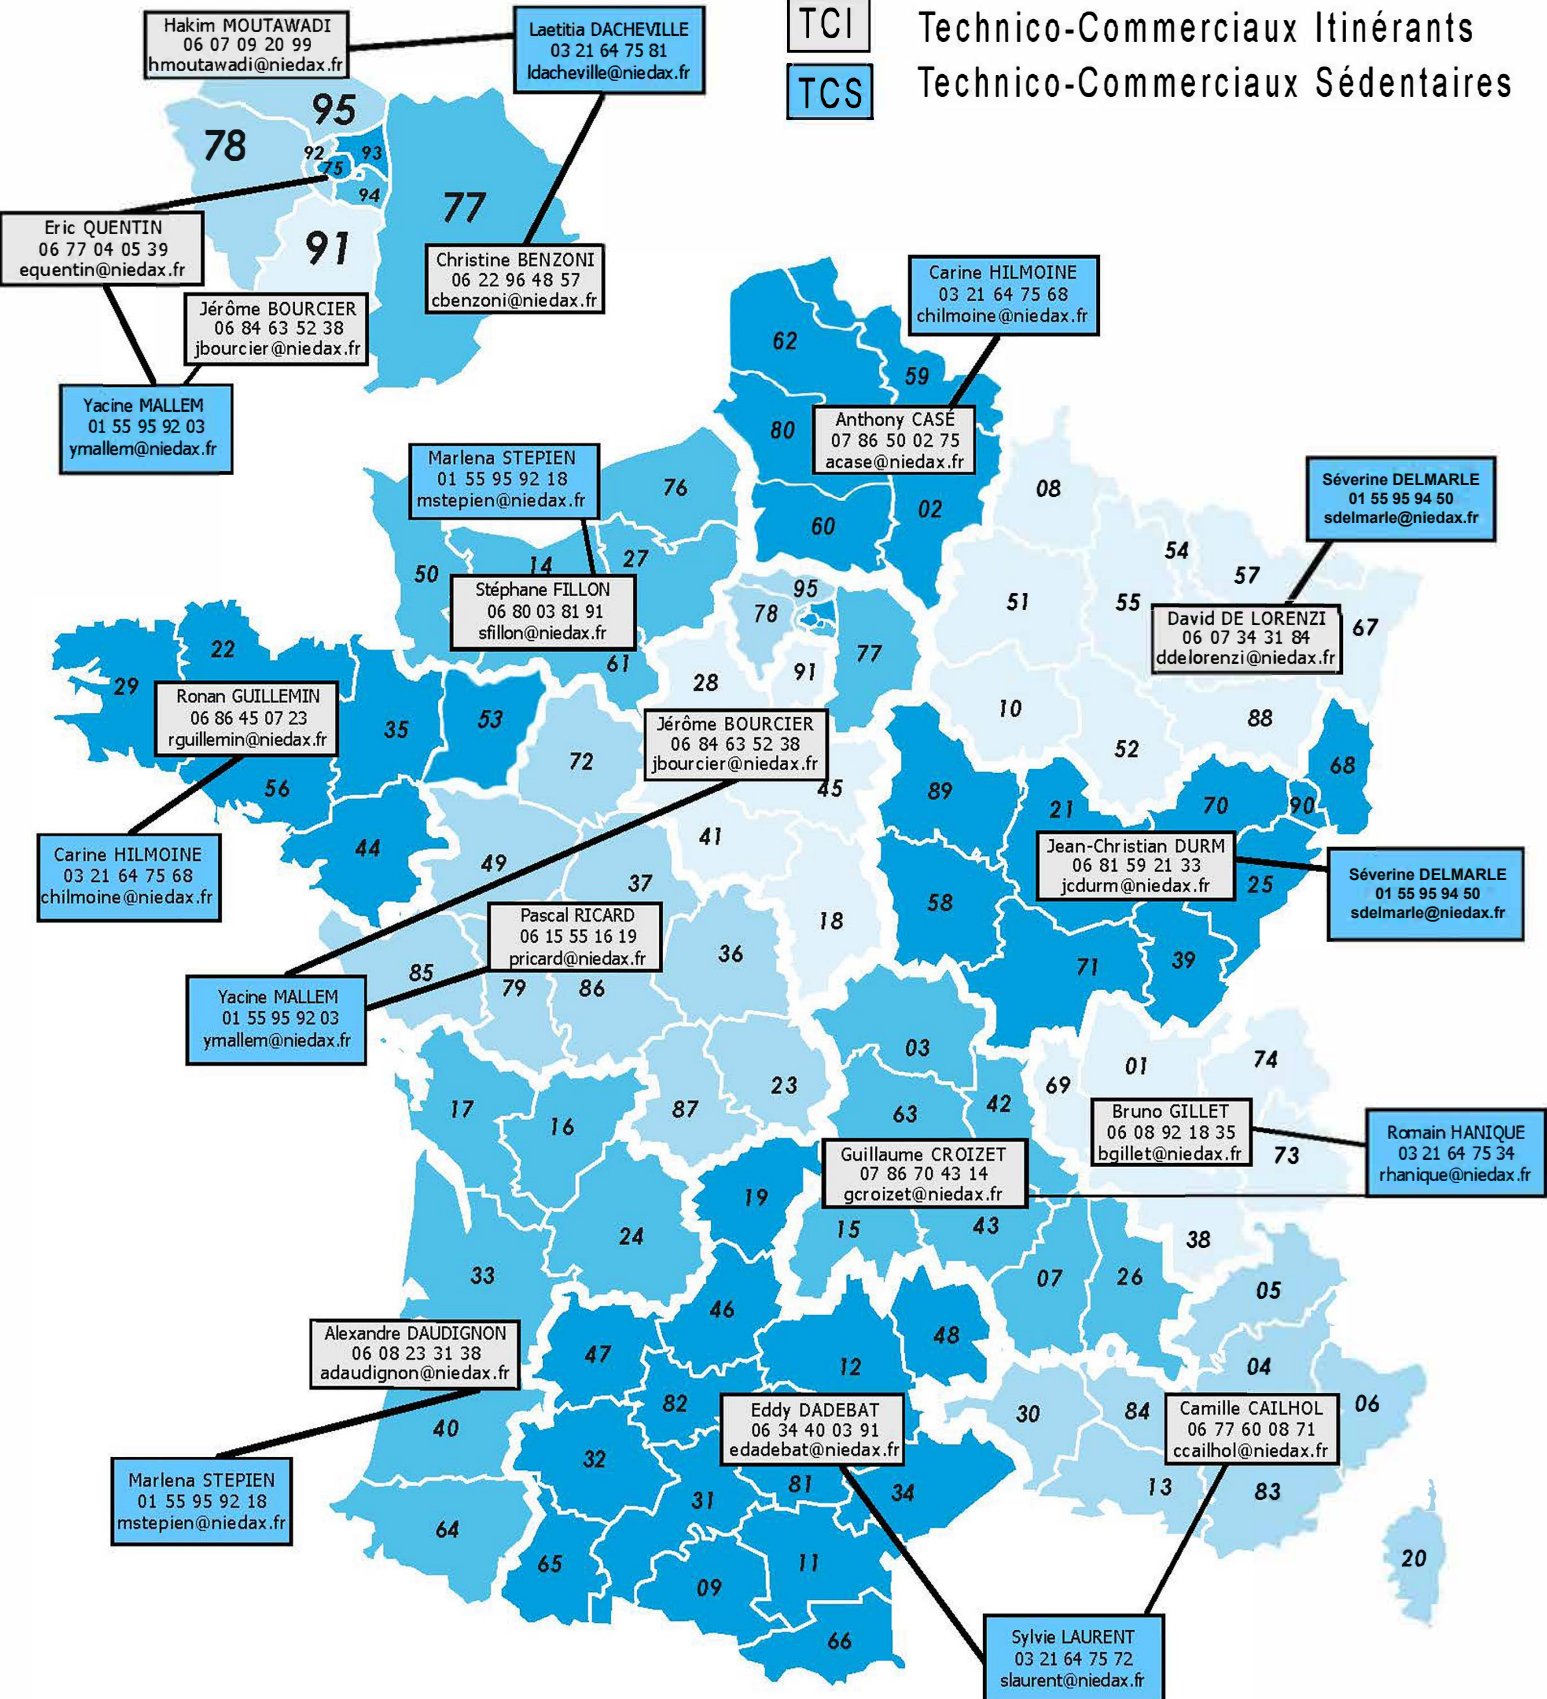 TCI
Technico-Commerciaux Itinérants
TCS
Technico-Commerciaux Sédentaires
Hakim MOUTAWADI
06 07 09 20 99
hmoutawadi@niedax.fr
Laetitia DACHEVILLE
03 21 64 75 81
ldacheville@niedax.fr
95
78
92
93
75
94
77
91
Eric QUENTIN
06 77 04 05 39
equentin@niedax.fr
Christine BENZONI
06 22 96 48 57
cbenzoni@niedax.fr
Jérôme BOURCIER
06 84 63 52 38
jbourcier@niedax.fr
Yacine MALLEM
01 55 95 92 03
ymallem@niedax.fr
Carine HILMOINE
03 21 64 75 68
chilmoine@niedax.fr
62
59
80
Anthony CASÉ
07 86 50 02 75
acase@niedax.fr
60
02
Marlena STEPIEN
01 55 95 92 18
mstepien@niedax.fr
76
27
14
50
61
Stéphane FILLON
06 80 03 81 91
sfillon@niedax.fr
08
54
57
51
55
67
10
52
88
Séverine DELMARLE
01 55 95 94 50
sdelmarle@niedax.fr
David DE LORENZI
06 07 34 31 84
ddelorenzi@niedax.fr
95
78
77
91
28
22
29
35
53
56
44
Ronan GUILLEMIN
06 86 45 07 23
rguillemin@niedax.fr
Carine HILMOINE
03 21 64 75 68
chilmoine@niedax.fr
72
Jérôme BOURCIER
06 84 63 52 38
jbourcier@niedax.fr
45
41
18
49
37
36
85
79
86
87
23
Pascal RICARD
06 15 55 16 19
pricard@niedax.fr
Yacine MALLEM
01 55 95 92 03
ymallem@niedax.fr
89
21
70
90
68
58
25
71
39
Jean-Christian DURM
06 81 59 21 33
jcdurm@niedax.fr
Séverine DELMARLE
01 55 95 94 50
sdelmarle@niedax.fr
03
63
42
69
01
74
73
38
Bruno GILLET
06 08 92 18 35
bgillet@niedax.fr
Romain HANIQUE
03 21 64 75 34
rhanique@niedax.fr
Guillaume CROIZET
07 86 70 43 14
gcroizet@niedax.fr
15
43
07
26
17
16
24
33
19
Alexandre DAUDIGNON
06 08 23 31 38
adaudignon@niedax.fr
40
64
Marlena STEPIEN
01 55 95 92 18
mstepien@niedax.fr
46
47
12
48
82
32
31
81
34
65
09
11
66
Eddy DADEBAT
06 34 40 03 91
edadebat@niedax.fr
05
04
06
30
84
13
83
20
Camille CAILHOL
06 77 60 08 71
ccailhol@niedax.fr
Sylvie LAURENT
03 21 64 75 72
slaurent@niedax.fr